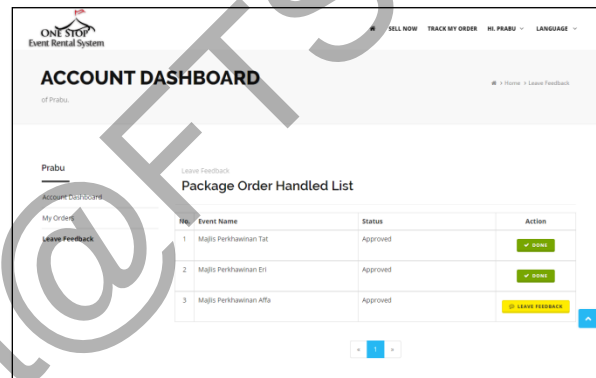 ONE STOP
Event Rental System
SELL NOW TRACK MY ORDER HI, PRABU LANGUAGE
ACCOUNT DASHBOARD
of Prabu.
> Home > Leave Feedback
Prabu
Account Dashboard
My Orders
Leave Feedback
Leave Feedback
Package Order Handled List
No. Event Name Status Action
1 Majlis Perkhawinan Tat Approved ✔ DONE
2 Majlis Perkhawinan Eri Approved ✔ DONE
3 Majlis Perkhawinan Affa Approved LEAVE FEEDBACK
« 1 »
@FTS